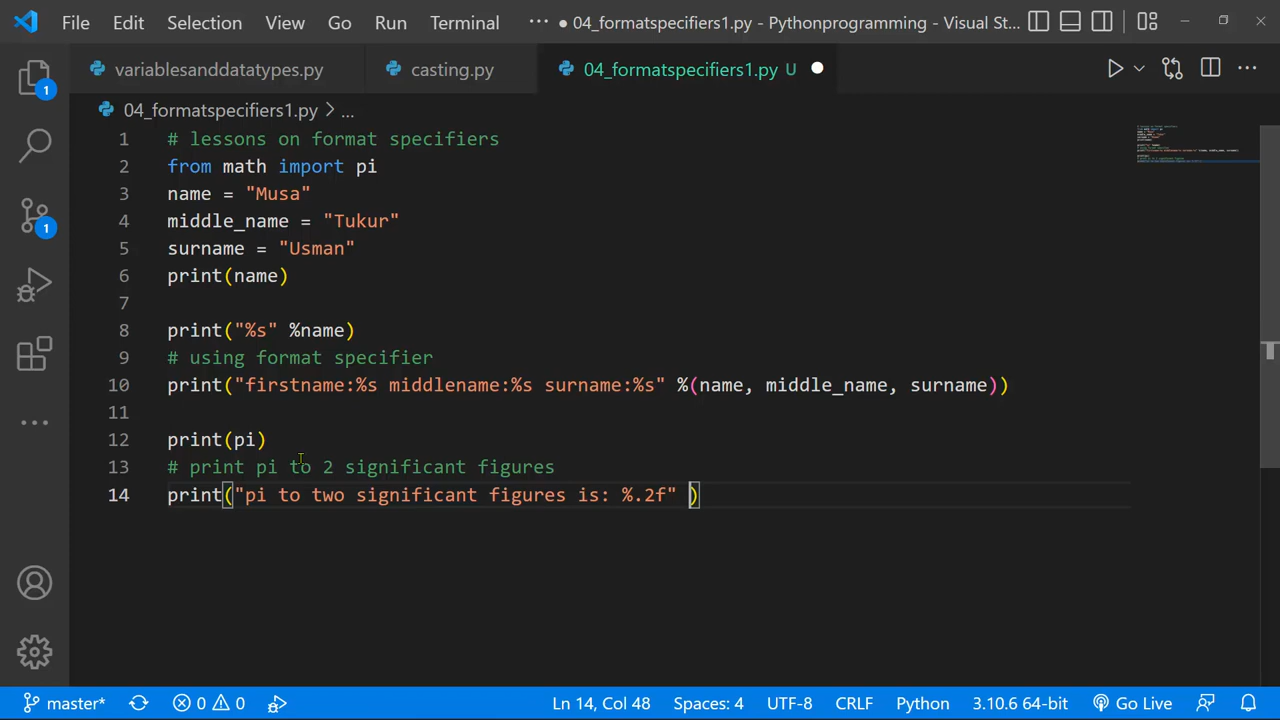 File Edit Selection View Go Run Terminal ··· ● 04_formatspecifiers1.py - Pythonprogramming - Visual St...
variablesanddatatypes.py casting.py 04_formatspecifiers1.py U
04_formatspecifiers1.py > ...
1 # lessons on format specifiers
2 from math import pi
3 name = "Musa"
4 middle_name = "Tukur"
5 surname = "Usman"
6 print(name)
7
8 print("%s" %name)
9 # using format specifier
10 print("firstname:%s middlename:%s surname:%s" %(name, middle_name, surname))
11
12 print(pi)
13 # print pi to 2 significant figures
14 print("pi to two significant figures is: %.2f" )
1
1
master* 0 0 Ln 14, Col 48 Spaces: 4 UTF-8 CRLF Python 3.10.6 64-bit Go Live